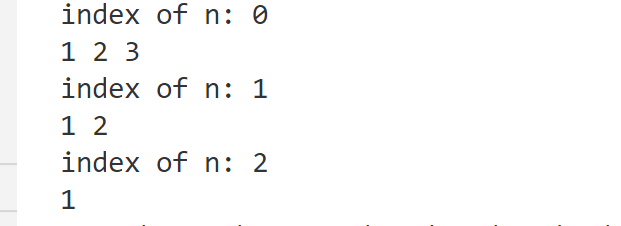 index of n: 0
1 2 3
index of n: 1
1 2
index of n: 2
1